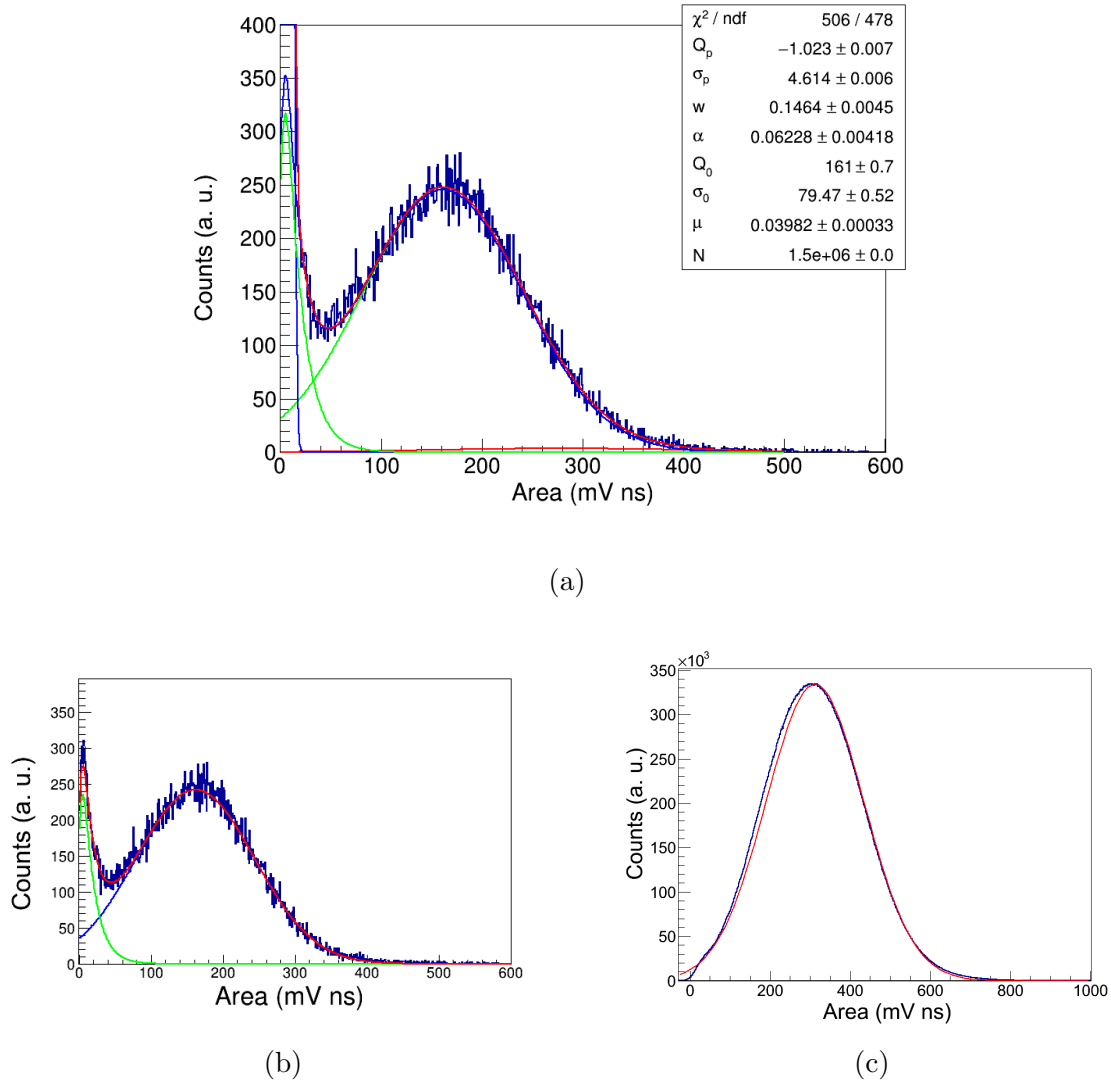 χ² / ndf 506 / 478
Qₚ −1.023 ± 0.007
σₚ 4.614 ± 0.006
w 0.1464 ± 0.0045
α 0.06228 ± 0.00418
Q₀ 161 ± 0.7
σ₀ 79.47 ± 0.52
μ 0.03982 ± 0.00033
N 1.5e+06 ± 0.0
400
350
300
250
200
150
100
50
0
Counts (a. u.)
0 100 200 300 400 500 600
Area (mV ns)
(a)
350
300
250
200
150
100
50
0
Counts (a. u.)
0 100 200 300 400 500 600
Area (mV ns)
(b)
×10³
350
300
250
200
150
100
50
0
Counts (a. u.)
0 200 400 600 800 1000
Area (mV ns)
(c)